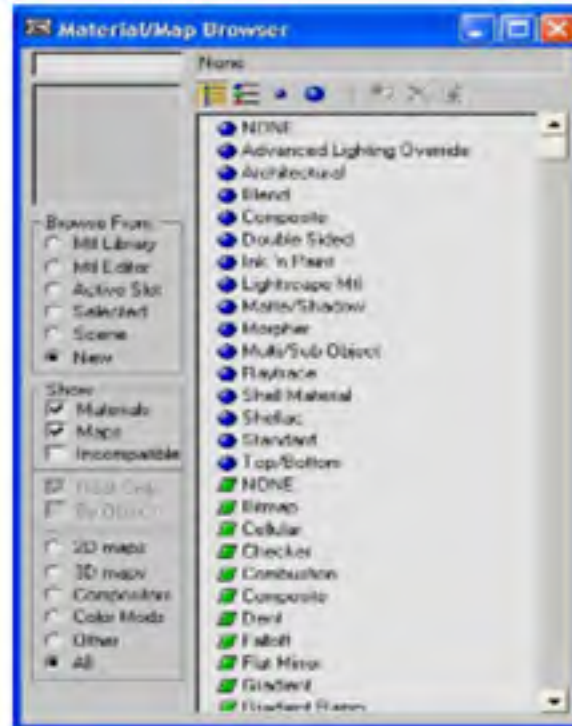 Material/Map Browser
None
Browse From:
Mtl Library
Mtl Editor
Active Slot
Selected
Scene
New
Show
Materials
Maps
Incompatible
Root Only
By Object
2D maps
3D maps
Compositors
Color Mods
Other
All
NONE
Advanced Lighting Override
Architectural
Blend
Composite
Double Sided
Ink 'n Paint
Lightscape Mtl
Matte/Shadow
Morpher
Multi/Sub-Object
Raytrace
Shell Material
Shellac
Standard
Top/Bottom
NONE
Bitmap
Cellular
Checker
Combustion
Composite
Dent
Falloff
Flat Mirror
Gradient
Gradient Ramp